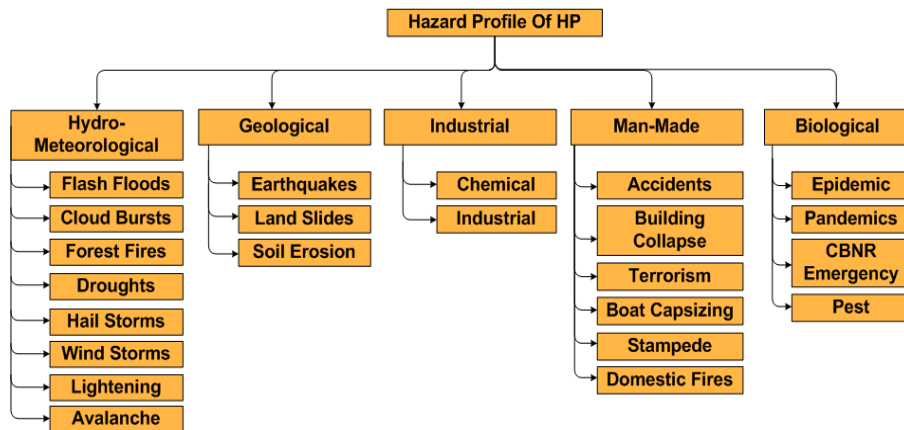 Hazard Profile Of HP
Hydro-
Meteorological
Flash Floods
Cloud Bursts
Forest Fires
Droughts
Hail Storms
Wind Storms
Lightening
Avalanche
Geological
Earthquakes
Land Slides
Soil Erosion
Industrial
Chemical
Industrial
Man-Made
Accidents
Building
Collapse
Terrorism
Boat Capsizing
Stampede
Domestic Fires
Biological
Epidemic
Pandemics
CBNR
Emergency
Pest